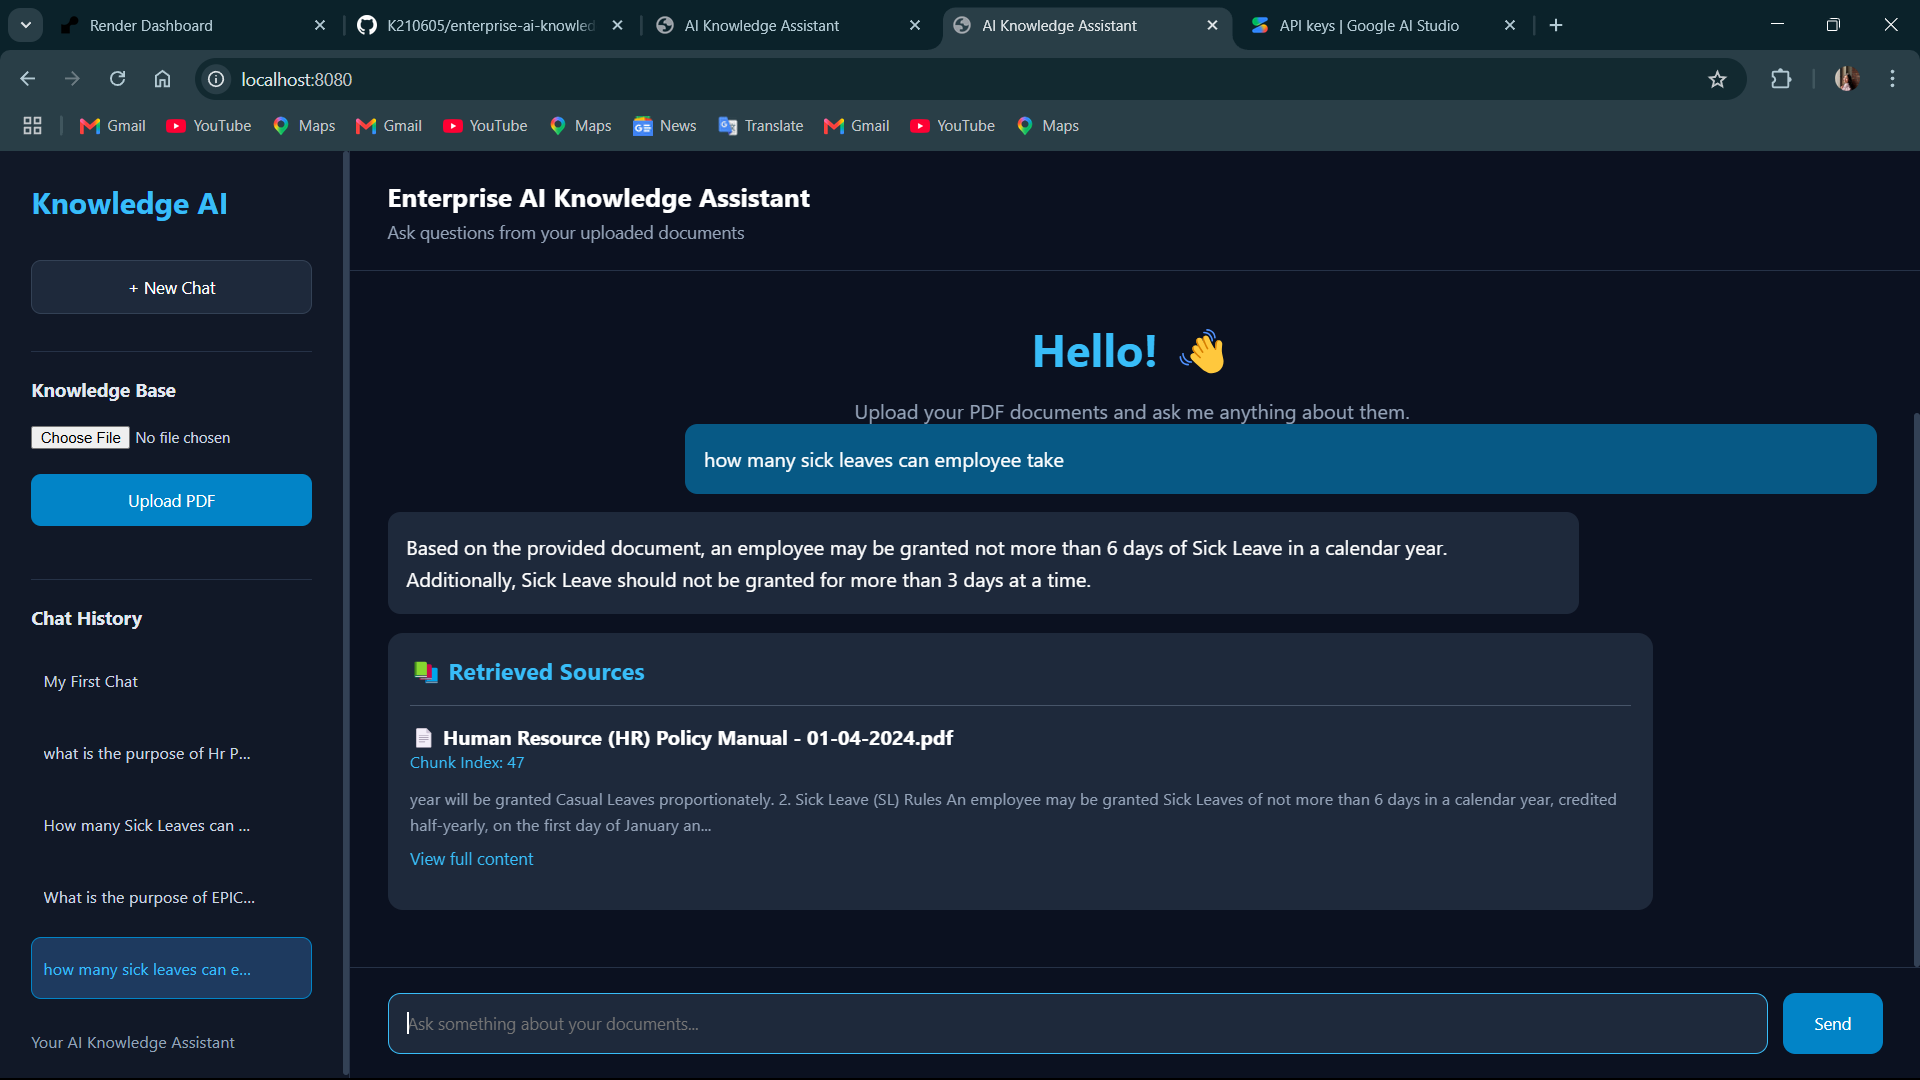 Render Dashboard
K210605/enterprise-ai-knowled
AI Knowledge Assistant
AI Knowledge Assistant
API keys | Google AI Studio
localhost:8080
Gmail
YouTube
Maps
Gmail
YouTube
Maps
News
Translate
Gmail
YouTube
Maps
Knowledge AI
+ New Chat
Knowledge Base
Choose File No file chosen
Upload PDF
Chat History
My First Chat
what is the purpose of Hr P...
How many Sick Leaves can ...
What is the purpose of EPIC...
how many sick leaves can e...
Your AI Knowledge Assistant
Enterprise AI Knowledge Assistant
Ask questions from your uploaded documents
Hello! 👋
Upload your PDF documents and ask me anything about them.
how many sick leaves can employee take
Based on the provided document, an employee may be granted not more than 6 days of Sick Leave in a calendar year.
Additionally, Sick Leave should not be granted for more than 3 days at a time.
📚 Retrieved Sources
📄 Human Resource (HR) Policy Manual - 01-04-2024.pdf
Chunk Index: 47
year will be granted Casual Leaves proportionately. 2. Sick Leave (SL) Rules An employee may be granted Sick Leaves of not more than 6 days in a calendar year, credited
half-yearly, on the first day of January an...
View full content
Ask something about your documents...
Send